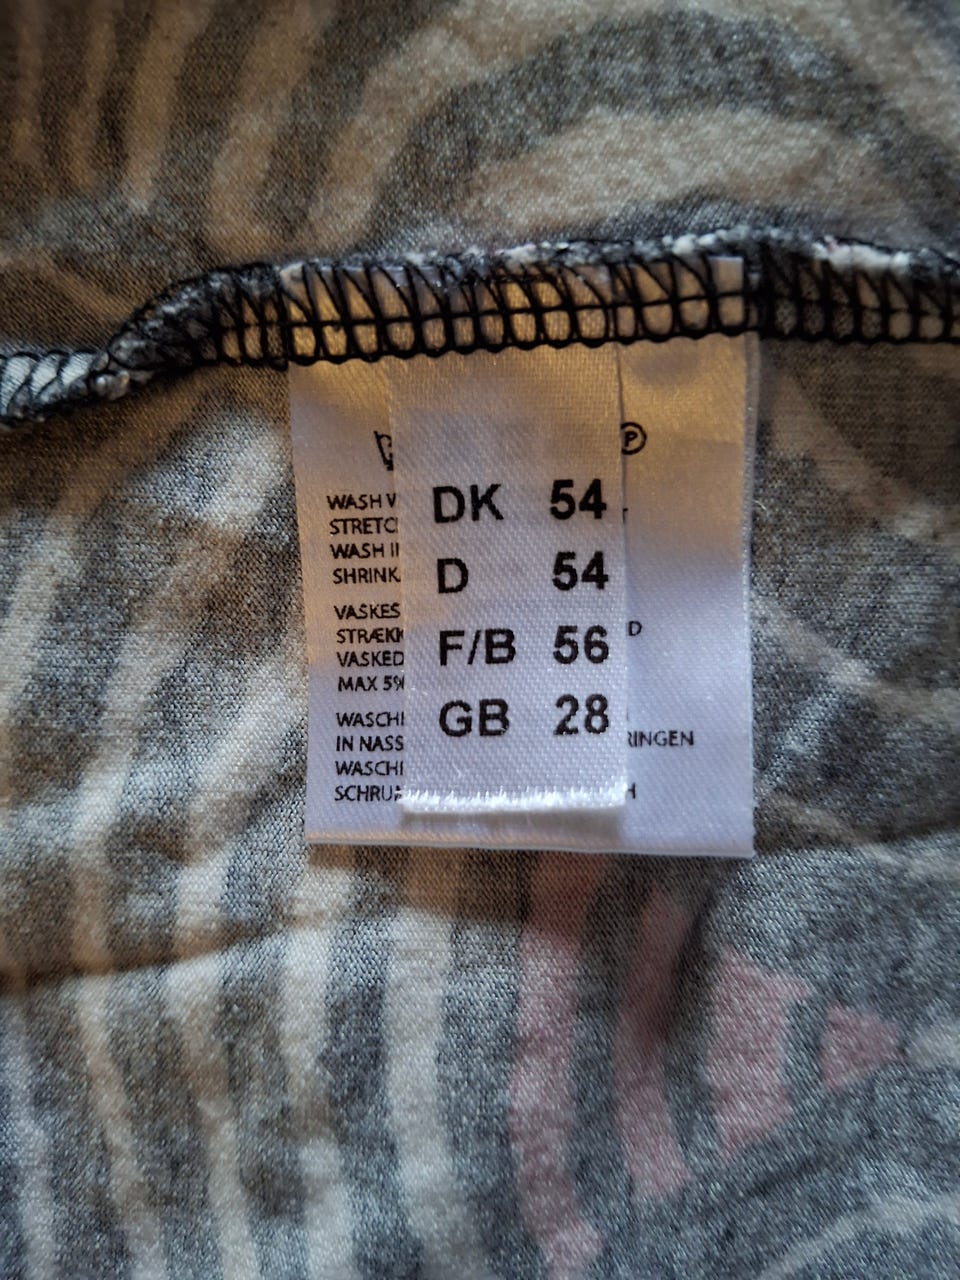 P
DK 54
D 54
F/B 56
GB 28
WASH
STRETC
WASH
SHRINK
VASKES
STRÆKK
VASKED
MAX 5%
WASCH
IN NASS
WASCH
SCHRU
D
RINGEN
H